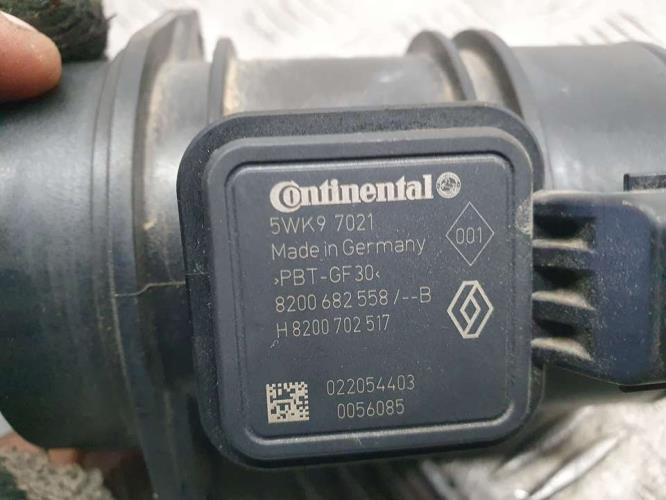 Continental
5WK9 7021
001
Made in Germany
>PBT-GF30<
8200 682 558 /--B
H 8200 702 517
022054403
0056085